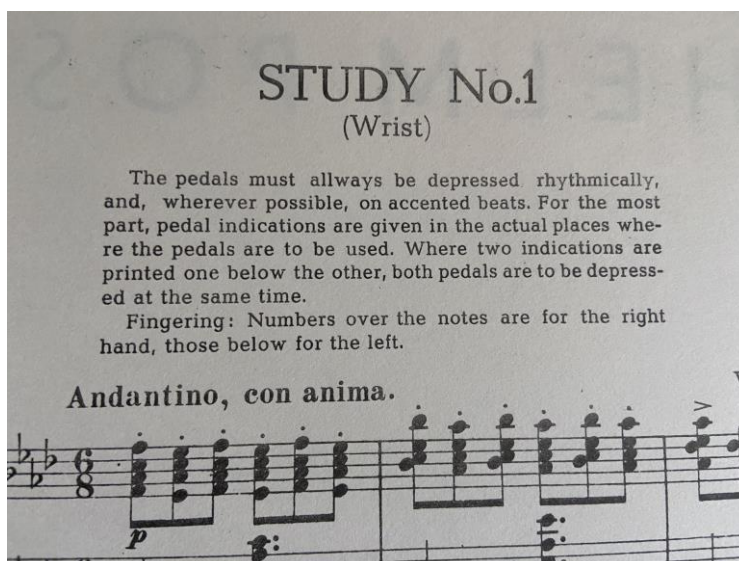 STUDY No.1
(Wrist)
The pedals must allways be depressed rhythmically,
and, wherever possible, on accented beats. For the most
part, pedal indications are given in the actual places whe-
re the pedals are to be used. Where two indications are
printed one below the other, both pedals are to be depress-
ed at the same time.
Fingering: Numbers over the notes are for the right
hand, those below for the left.
Andantino, con anima.
6
8
p